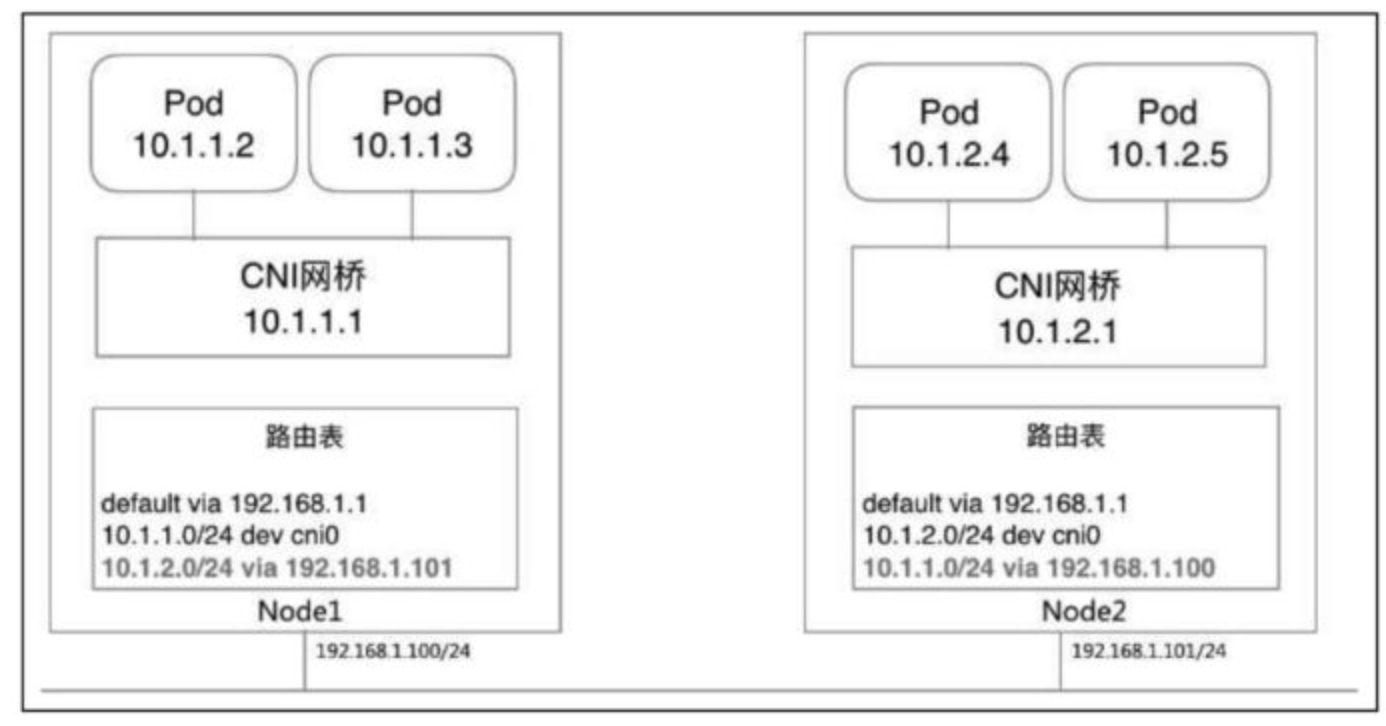 Pod
10.1.1.2
Pod
10.1.1.3
CNI网桥
10.1.1.1
路由表
default via 192.168.1.1
10.1.1.0/24 dev cni0
10.1.2.0/24 via 192.168.1.101
Node1
192.168.1.100/24
Pod
10.1.2.4
Pod
10.1.2.5
CNI网桥
10.1.2.1
路由表
default via 192.168.1.1
10.1.2.0/24 dev cni0
10.1.1.0/24 via 192.168.1.100
Node2
192.168.1.101/24